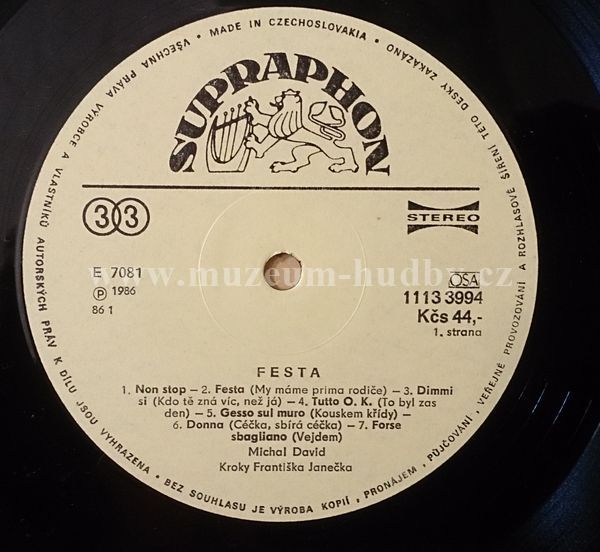 VŠECHNA PRÁVA VÝROBCE A VLASTNÍKŮ AUTORSKÝCH PRÁV K DÍLU JSOU VYHRAZENA • BEZ SOUHLASU JE VÝROBA KOPIÍ, PRONÁJEM, PŮJČOVÁNÍ, VEŘEJNÉ PROVOZOVÁNÍ A ROZHLASOVÉ ŠÍŘENÍ TÉTO DESKY ZAKÁZÁNO • MADE IN CZECHOSLOVAKIA •
SUPRAPHON
33
STEREO
E 7081
Ⓟ 1986
86 1
OSA
1113 3994
Kčs 44,-
1. strana
www.muzeum-hudby.cz
FESTA
1. Non stop – 2. Festa (My máme prima rodiče) – 3. Dimmi
si (Kdo tě zná víc, než já) – 4. Tutto O. K. (To byl zas
den) – 5. Gesso sul muro (Kouskem křídy) –
6. Donna (Céčka, sbírá céčka) – 7. Forse
sbagliano (Vejdem)
Michal David
Kroky Františka Janečka